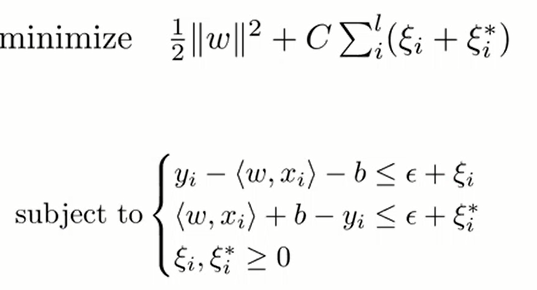 minimize ½‖w‖² + C ∑ᵢˡ(ξᵢ + ξᵢ*)
yᵢ − ⟨w, xᵢ⟩ − b ≤ ϵ + ξᵢ
subject to { ⟨w, xᵢ⟩ + b − yᵢ ≤ ϵ + ξᵢ*
ξᵢ, ξᵢ* ≥ 0